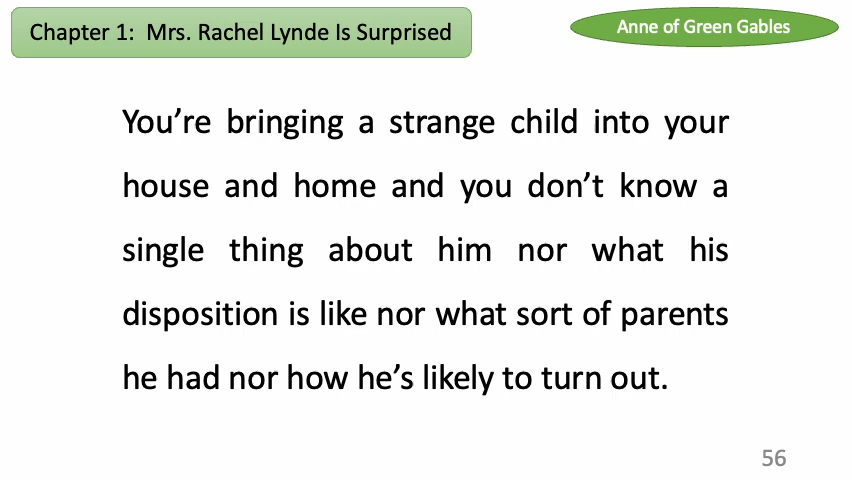 Chapter 1:  Mrs. Rachel Lynde Is Surprised
Anne of Green Gables
You’re bringing a strange child into your
house and home and you don’t know a
single thing about him nor what his
disposition is like nor what sort of parents
he had nor how he’s likely to turn out.
56